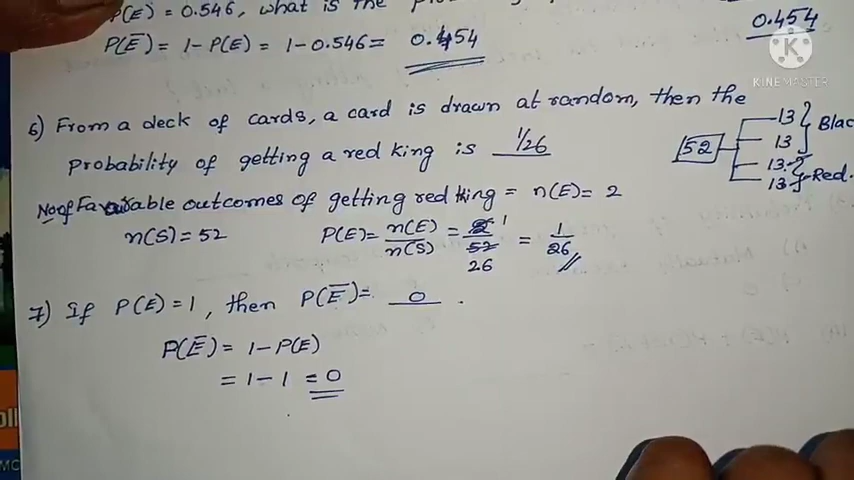 P(E) = 0.546, what is the
0.454
P(E̅) = 1 - P(E) = 1 - 0.546 = 0.454
KINEMASTER
6) From a deck of cards, a card is drawn at random, then the
probability of getting a red king is 1/26
52 13 13 } Blac
13 13 } Red.
No of Favourable outcomes of getting red king = n(E) = 2
n(S) = 52 P(E) = n(E)/n(S) = 2/52 1/26 = 1/26
7) If P(E) = 1, then P(E̅) = 0 .
P(E̅) = 1 - P(E)
= 1 - 1 = 0